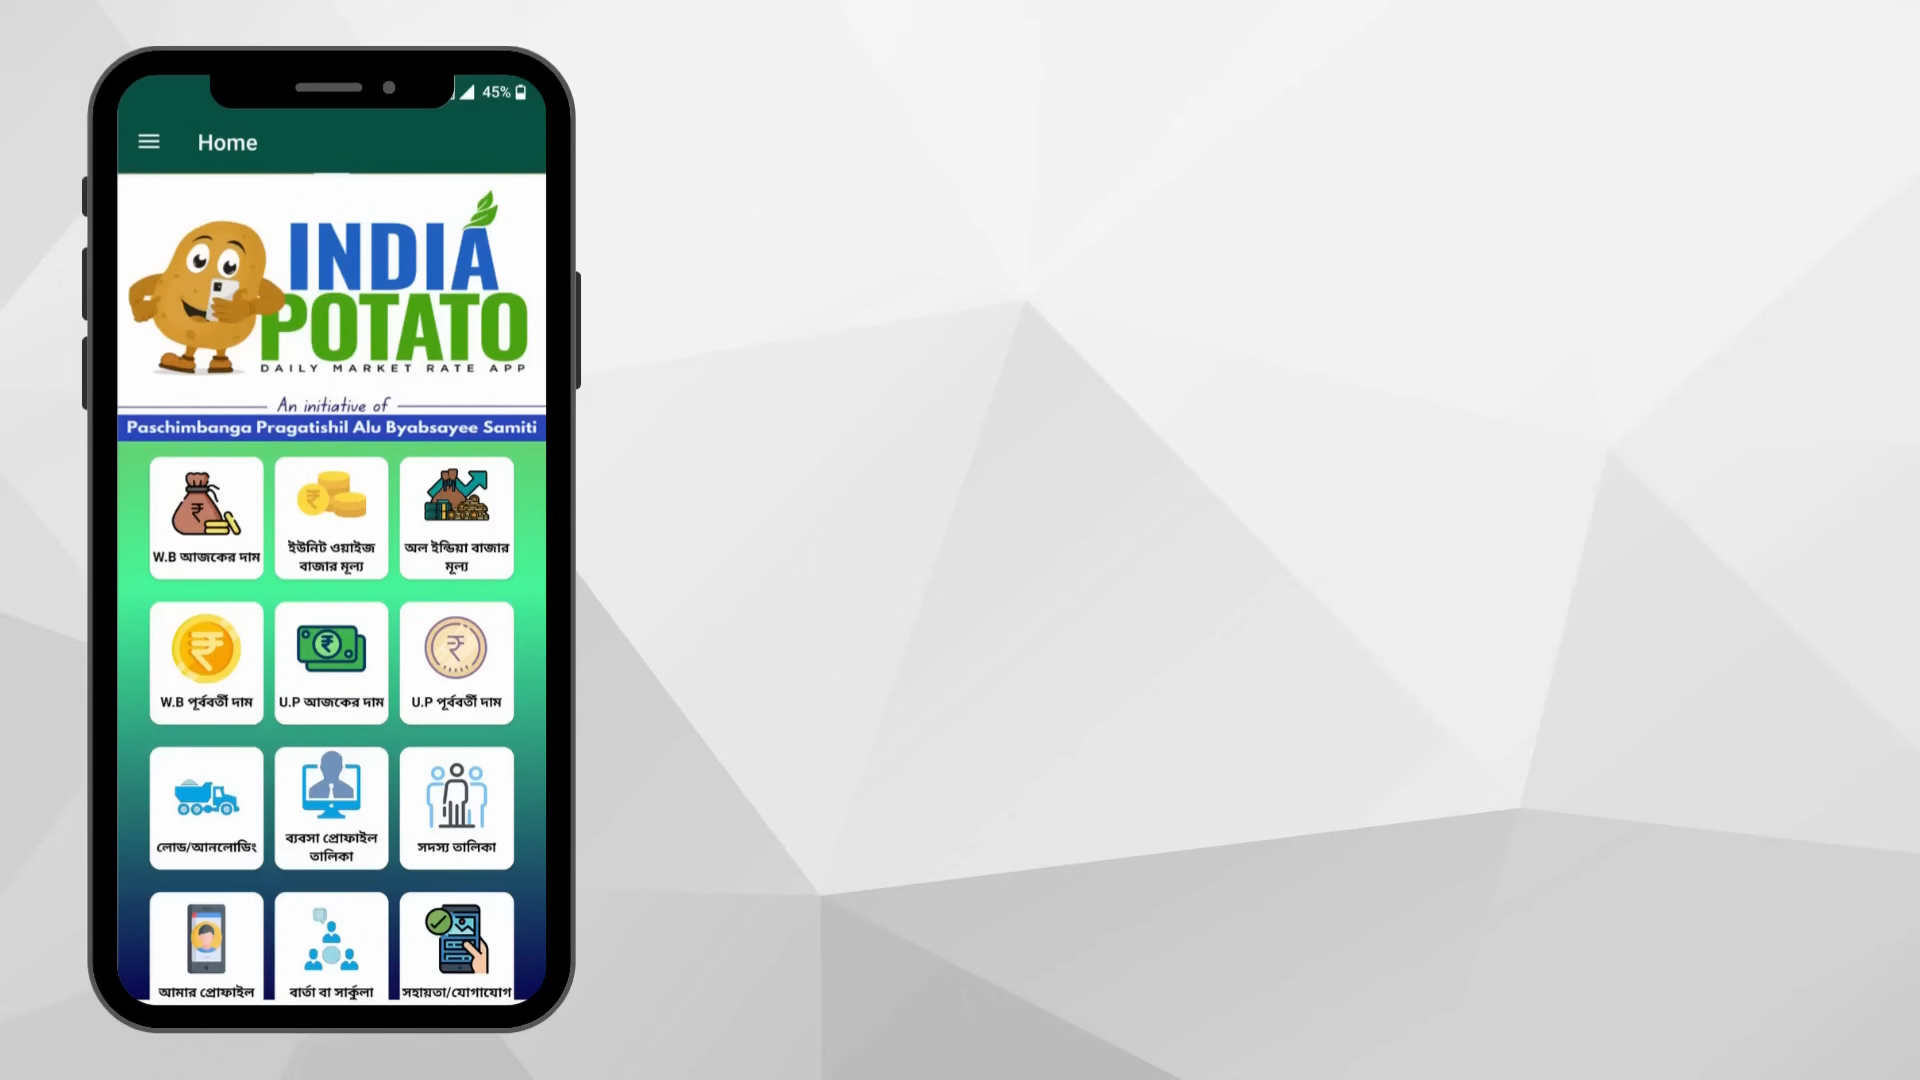 45%
Home
INDIA
POTATO
DAILY MARKET RATE APP
An initiative of
Paschimbanga Pragatishil Alu Byabsayee Samiti
W.B আজকের দাম
ইউনিট ওয়াইজ
বাজার মূল্য
অল ইন্ডিয়া বাজার
মূল্য
W.B পূর্ববর্তী দাম
U.P আজকের দাম
U.P পূর্ববর্তী দাম
লোড/আনলোডিং
ব্যবসা প্রোফাইল
তালিকা
সদস্য তালিকা
আমার প্রোফাইল
বার্তা বা সার্কুলা
সহায়তা/যোগাযোগ